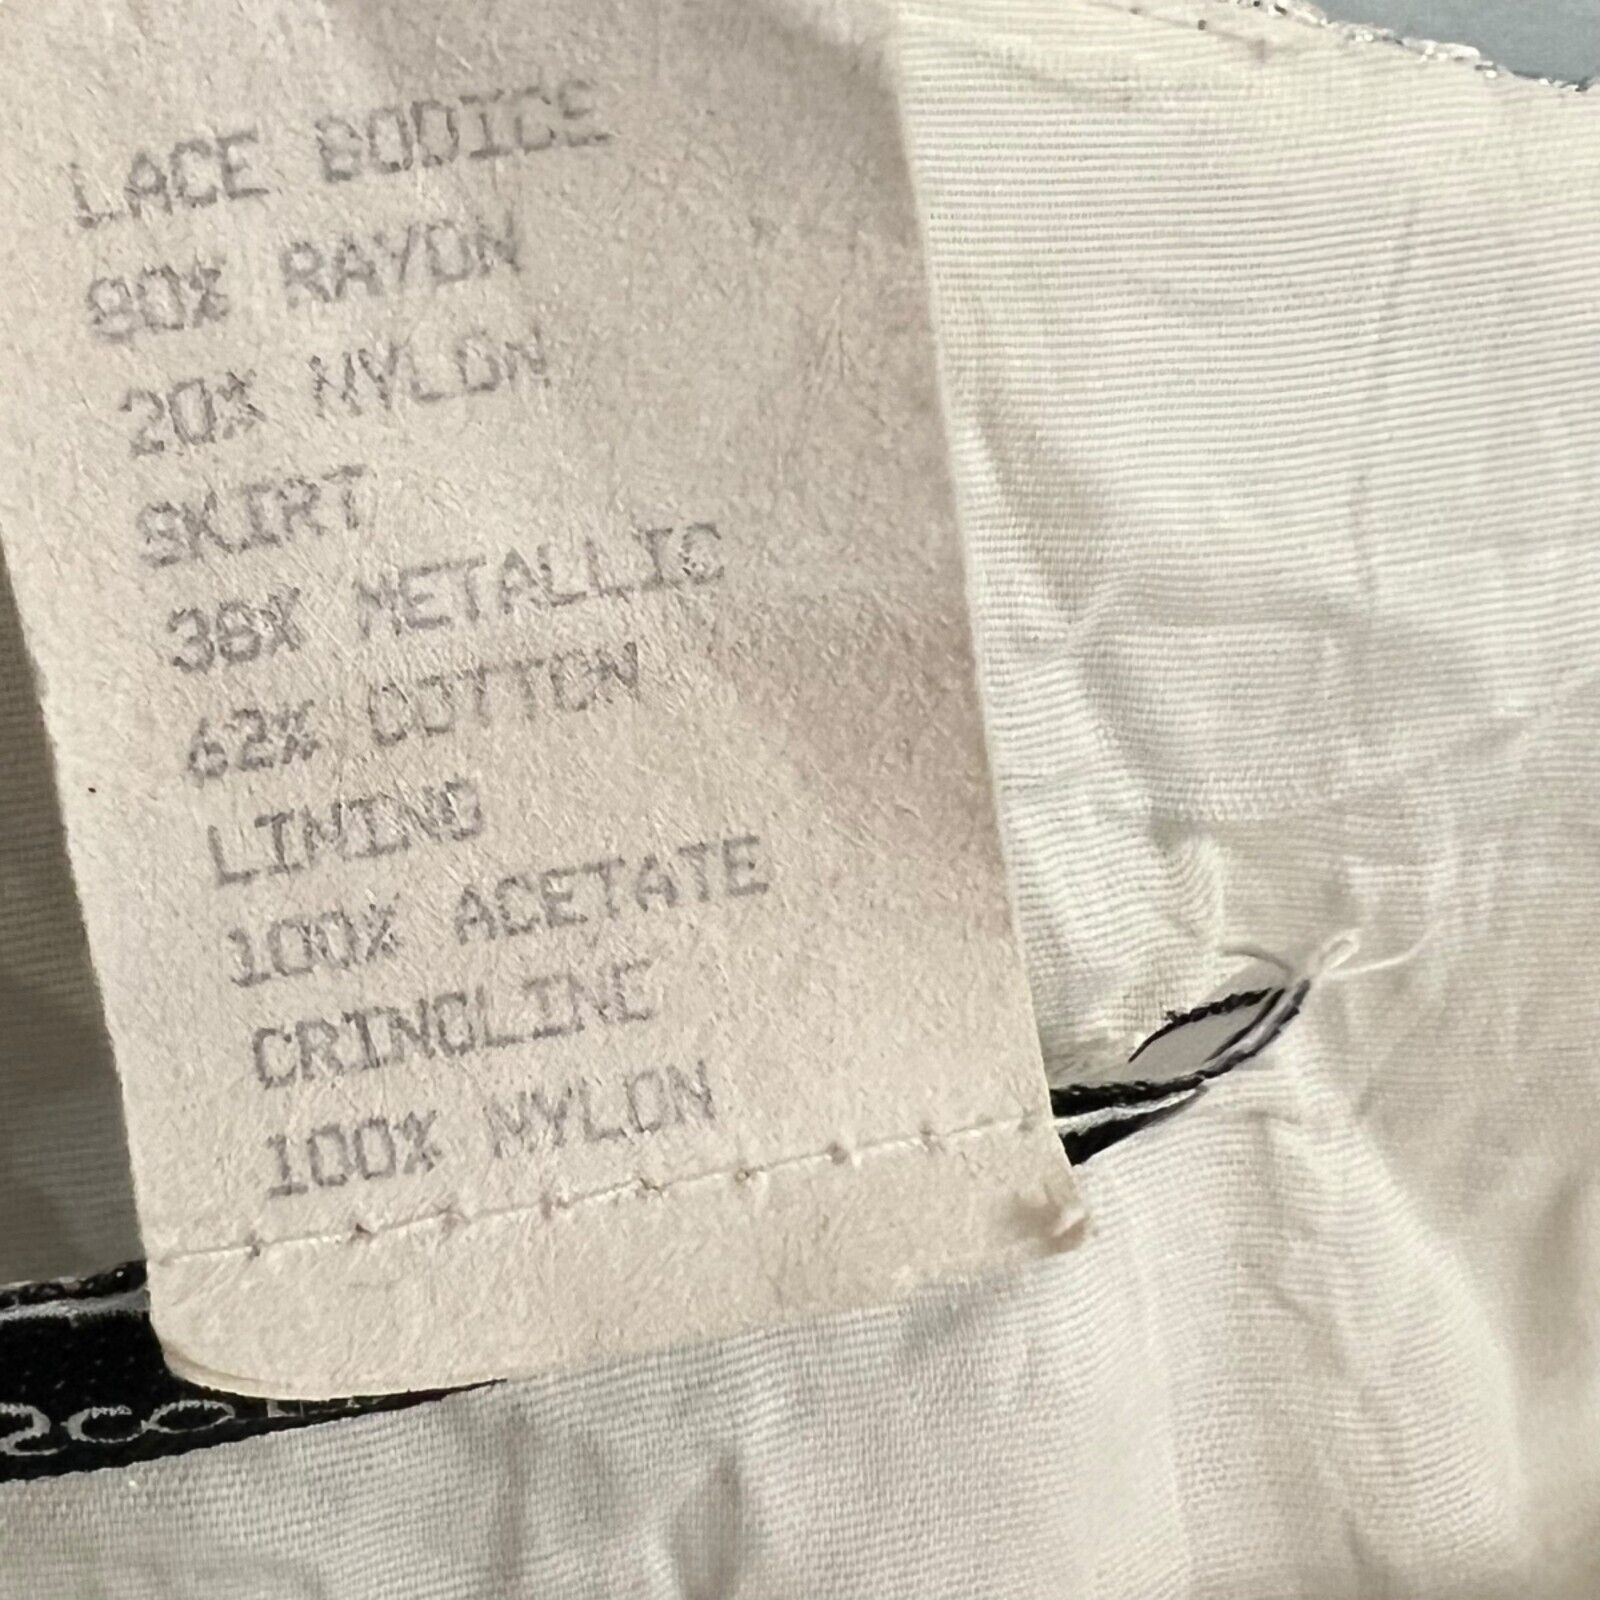 LACE BODICE
80% RAYON
20% NYLON
SKIRT
38% METALLIC
62% COTTON
LINING
100% ACETATE
CRINOLINE
100% NYLON